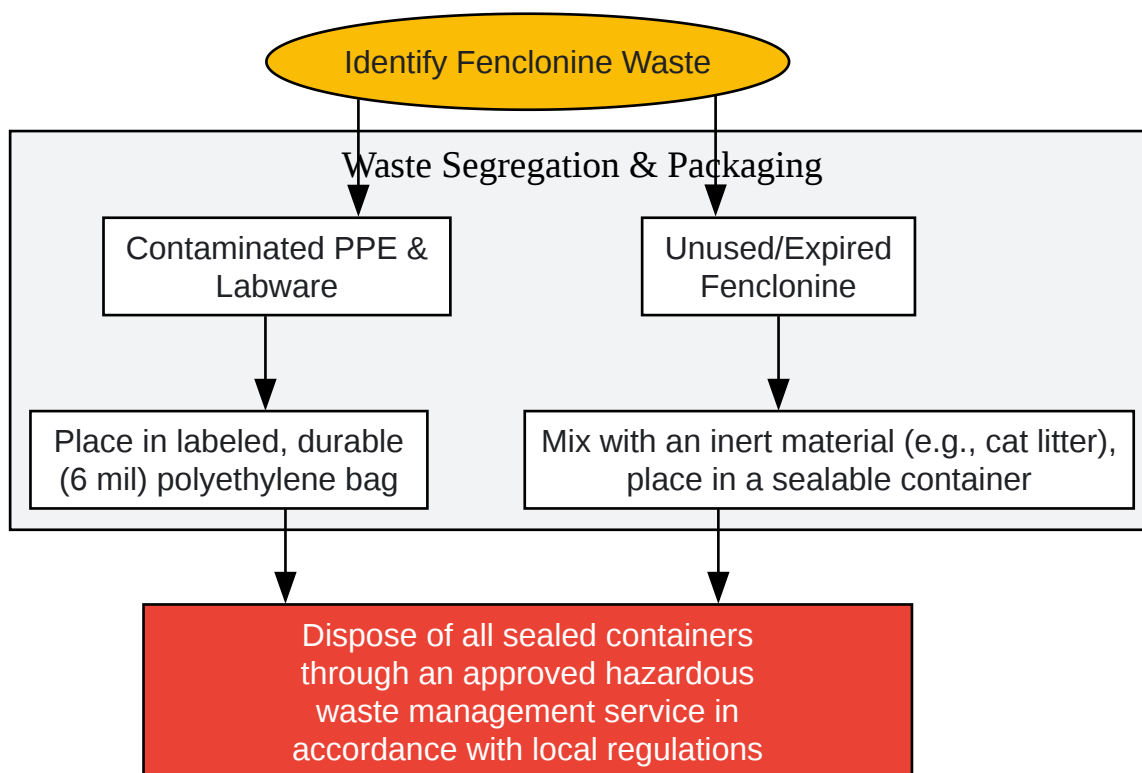 Identify Fenclonine Waste
Waste Segregation & Packaging
Contaminated PPE &
Labware
Unused/Expired
Fenclonine
Place in labeled, durable
(6 mil) polyethylene bag
Mix with an inert material (e.g., cat litter),
place in a sealable container
Dispose of all sealed containers
through an approved hazardous
waste management service in
accordance with local regulations